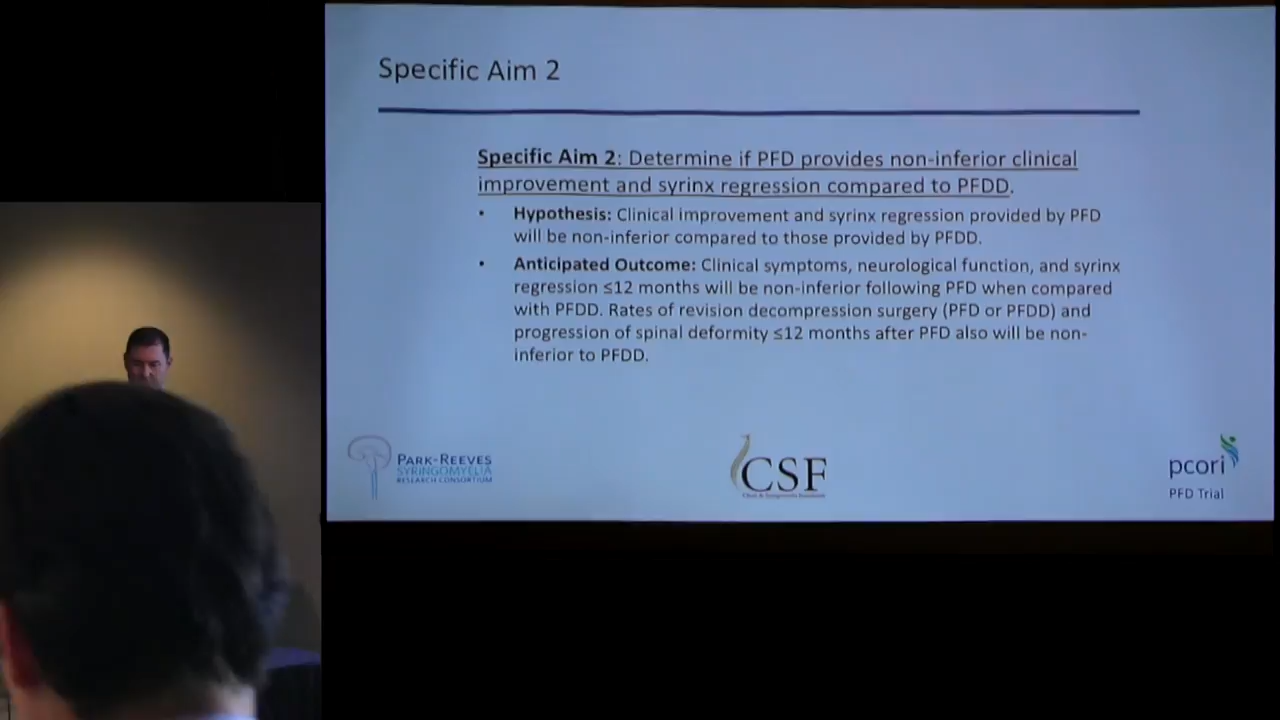 Specific Aim 2
Specific Aim 2: Determine if PFD provides non-inferior clinical
improvement and syrinx regression compared to PFDD.
• Hypothesis: Clinical improvement and syrinx regression provided by PFD
will be non-inferior compared to those provided by PFDD.
• Anticipated Outcome: Clinical symptoms, neurological function, and syrinx
regression ≤12 months will be non-inferior following PFD when compared
with PFDD. Rates of revision decompression surgery (PFD or PFDD) and
progression of spinal deformity ≤12 months after PFD also will be non-
inferior to PFDD.
PARK-REEVES
SYRINGOMYELIA
RESEARCH CONSORTIUM
CSF
pcori
PFD Trial